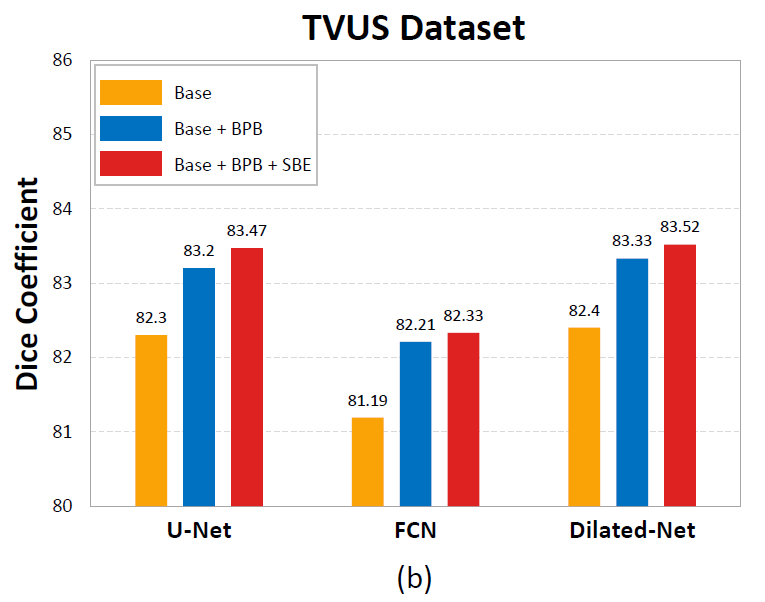 TVUS Dataset
Dice Coefficient
86
85
84
83
82
81
80
Base
Base + BPB
Base + BPB + SBE
82.3
83.2
83.47
81.19
82.21
82.33
82.4
83.33
83.52
U-Net
FCN
Dilated-Net
(b)